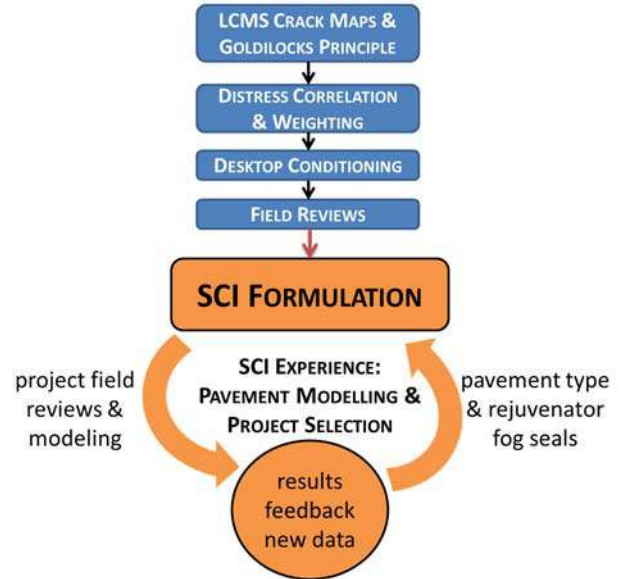 LCMS CRACK MAPS &
GOLDILOCKS PRINCIPLE
DISTRESS CORRELATION
& WEIGHTING
DESKTOP CONDITIONING
FIELD REVIEWS
SCI FORMULATION
project field
reviews &
modeling
SCI EXPERIENCE:
PAVEMENT MODELLING &
PROJECT SELECTION
pavement type
& rejuvenator
fog seals
results
feedback
new data